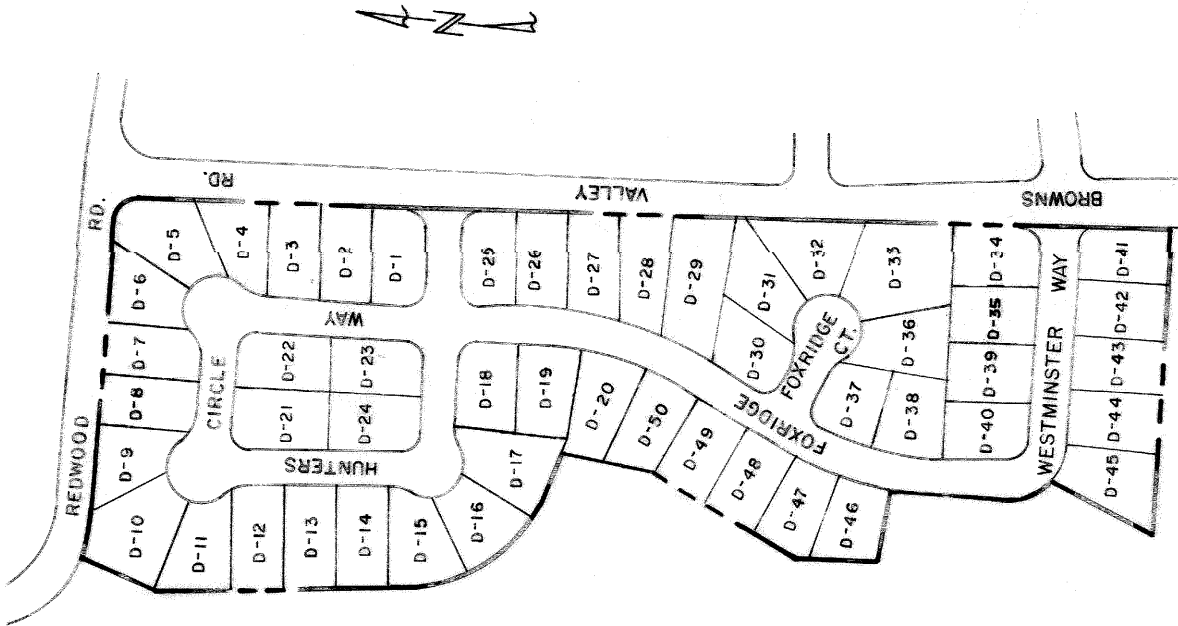 N
REDWOOD RD.
BROWNS VALLEY RD.
HUNTERS CIRCLE
FOXRIDGE WAY
FOXRIDGE CT.
WESTMINSTER WAY
D-1
D-2
D-3
D-4
D-5
D-6
D-7
D-8
D-9
D-10
D-11
D-12
D-13
D-14
D-15
D-16
D-17
D-18
D-19
D-20
D-21
D-22
D-23
D-24
D-25
D-26
D-27
D-28
D-29
D-30
D-31
D-32
D-33
D-34
D-35
D-36
D-37
D-38
D-39
D-40
D-41
D-42
D-43
D-44
D-45
D-46
D-47
D-48
D-49
D-50